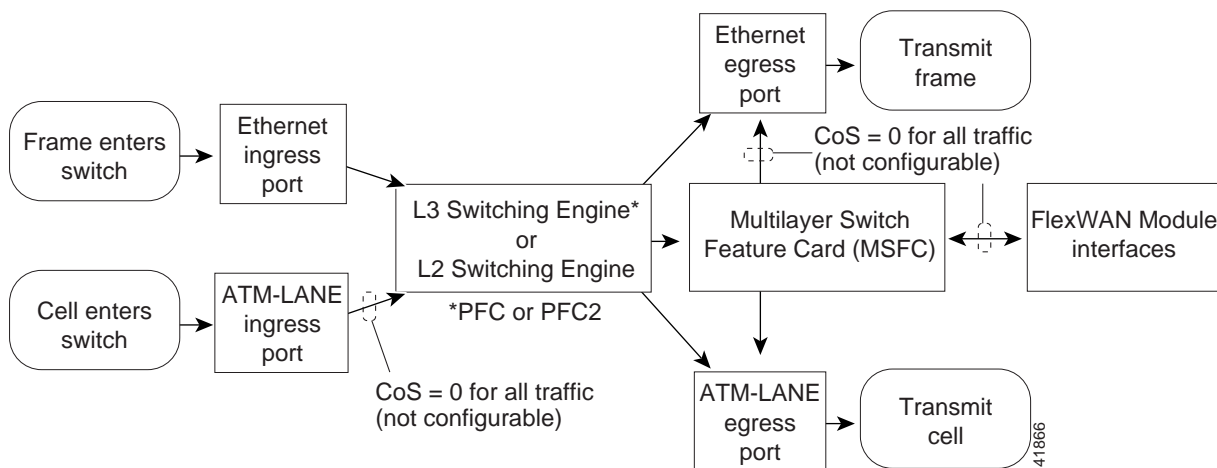 Frame enters
switch
Ethernet
ingress
port
Cell enters
switch
ATM-LANE
ingress
port
CoS = 0 for all traffic
(not configurable)
L3 Switching Engine*
or
L2 Switching Engine
*PFC or PFC2
Ethernet
egress
port
Transmit
frame
CoS = 0 for all traffic
(not configurable)
Multilayer Switch
Feature Card (MSFC)
FlexWAN Module
interfaces
ATM-LANE
egress
port
Transmit
cell
41866